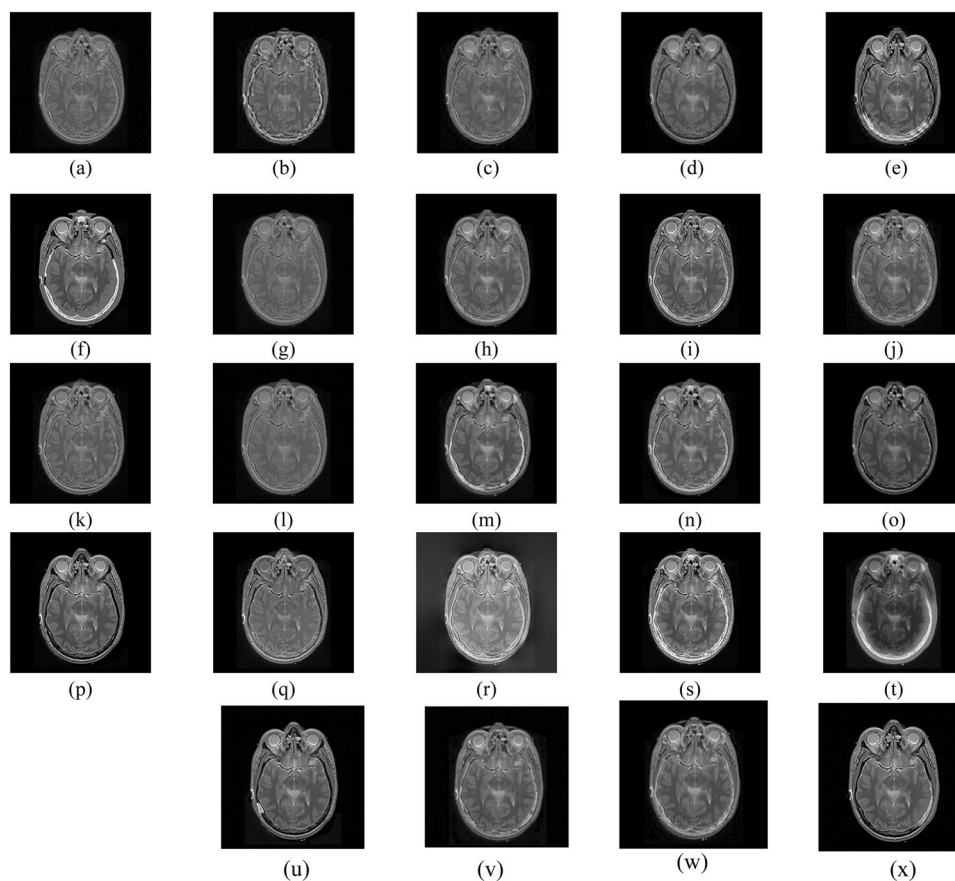 (a) (b) (c) (d) (e)
(f) (g) (h) (i) (j)
(k) (l) (m) (n) (o)
(p) (q) (r) (s) (t)
(u) (v) (w) (x)